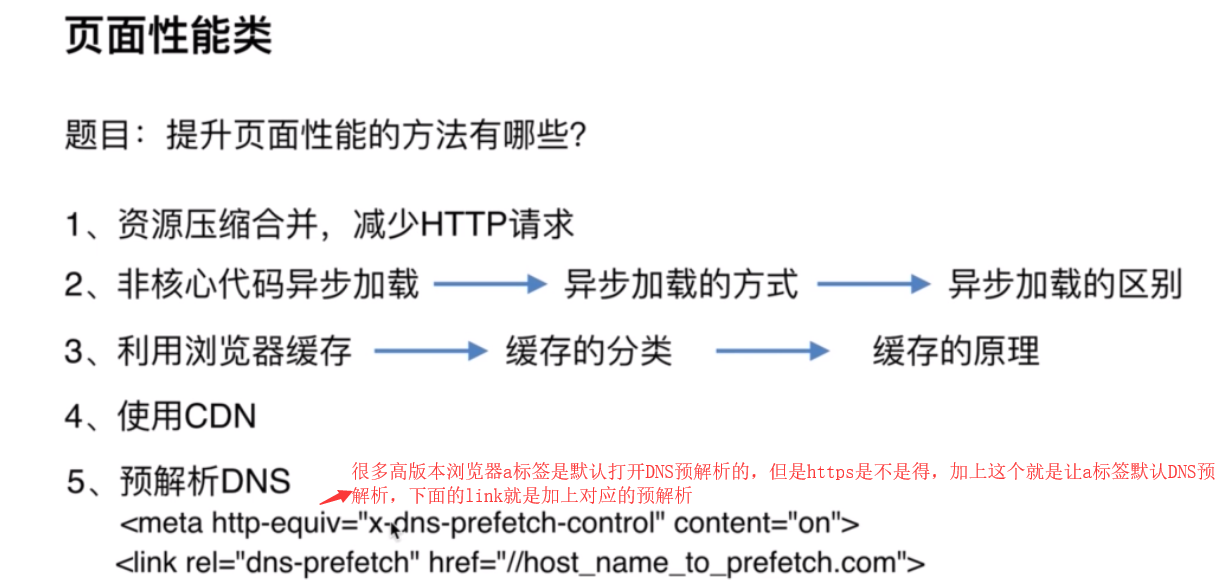 页面性能类
题目：提升页面性能的方法有哪些？
1、资源压缩合并，减少HTTP请求
2、非核心代码异步加载 异步加载的方式 异步加载的区别
3、利用浏览器缓存 缓存的分类 缓存的原理
4、使用CDN
5、预解析DNS
很多高版本浏览器a标签是默认打开DNS预解析的，但是https是不是得，加上这个就是让a标签默认DNS预
解析，下面的link就是加上对应的预解析
<meta http-equiv="x-dns-prefetch-control" content="on">
<link rel="dns-prefetch" href="//host_name_to_prefetch.com">